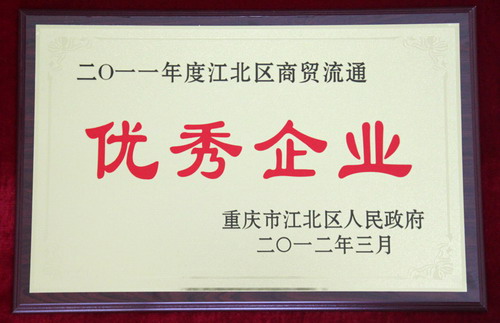 二〇一一年度江北区商贸流通
优秀企业
重庆市江北区人民政府
二〇一二年三月